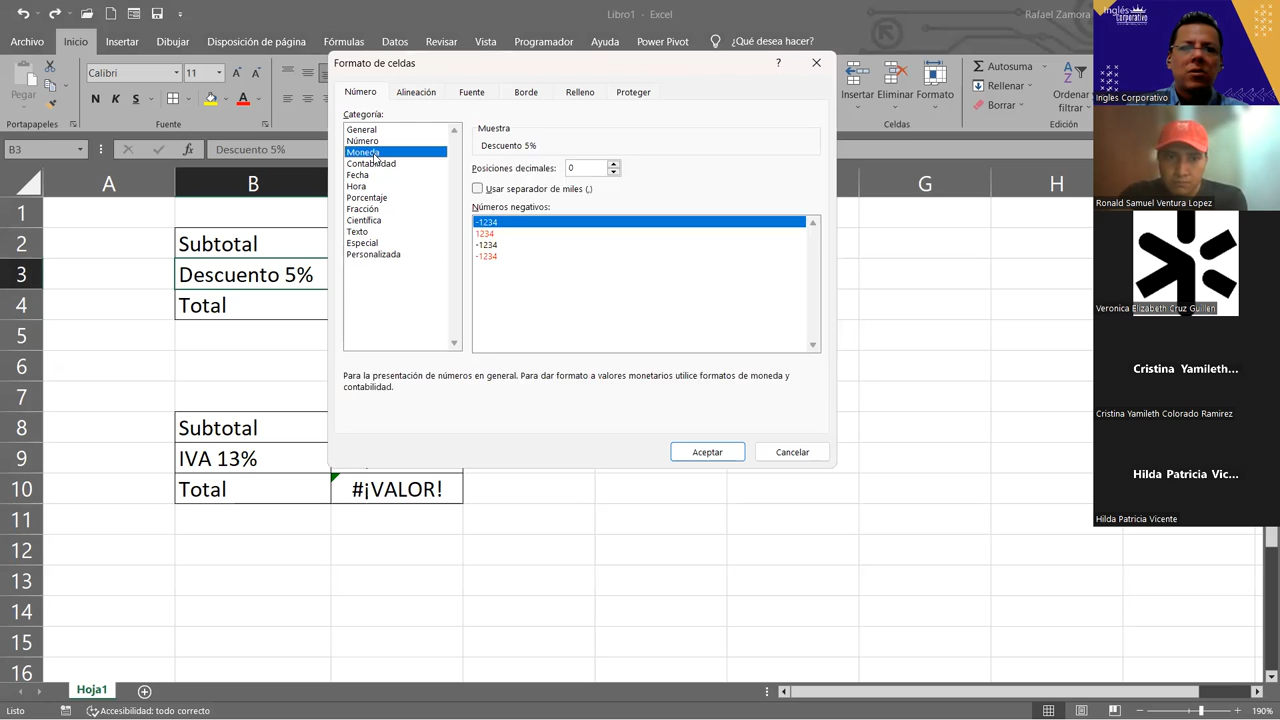 Libro1 - Excel
Rafael Zamora
Archivo
Inicio
Insertar
Dibujar
Disposición de página
Fórmulas
Datos
Revisar
Vista
Programador
Ayuda
Power Pivot
¿Qué desea hacer?
Pegar
Calibri
11
N K S
Portapapeles
Fuente
Insertar
Eliminar
Formato
Celdas
Autosuma
Rellenar
Borrar
Ordenar
filtrar
Edición
B3
Descuento 5%
Formato de celdas
Número
Alineación
Fuente
Borde
Relleno
Proteger
Categoría:
General
Número
Moneda
Contabilidad
Fecha
Hora
Porcentaje
Fracción
Científica
Texto
Especial
Personalizada
Muestra
Descuento 5%
Posiciones decimales:
0
Usar separador de miles (,)
Números negativos:
-1234
1234
-1234
-1234
Para la presentación de números en general. Para dar formato a valores monetarios utilice formatos de moneda y
contabilidad.
Aceptar
Cancelar
A B G H
1
2 Subtotal
3 Descuento 5%
4 Total
5
6
7
8 Subtotal
9 IVA 13%
10 Total #¡VALOR!
11
12
13
14
15
16
Hoja1
Listo
Accesibilidad: todo correcto
190%
Inglés
Corporativo
Ingles Corporativo
Ronald Samuel Ventura Lopez
Veronica Elizabeth Cruz Guillen
Cristina Yamileth...
Cristina Yamileth Colorado Ramirez
Hilda Patricia Vic...
Hilda Patricia Vicente